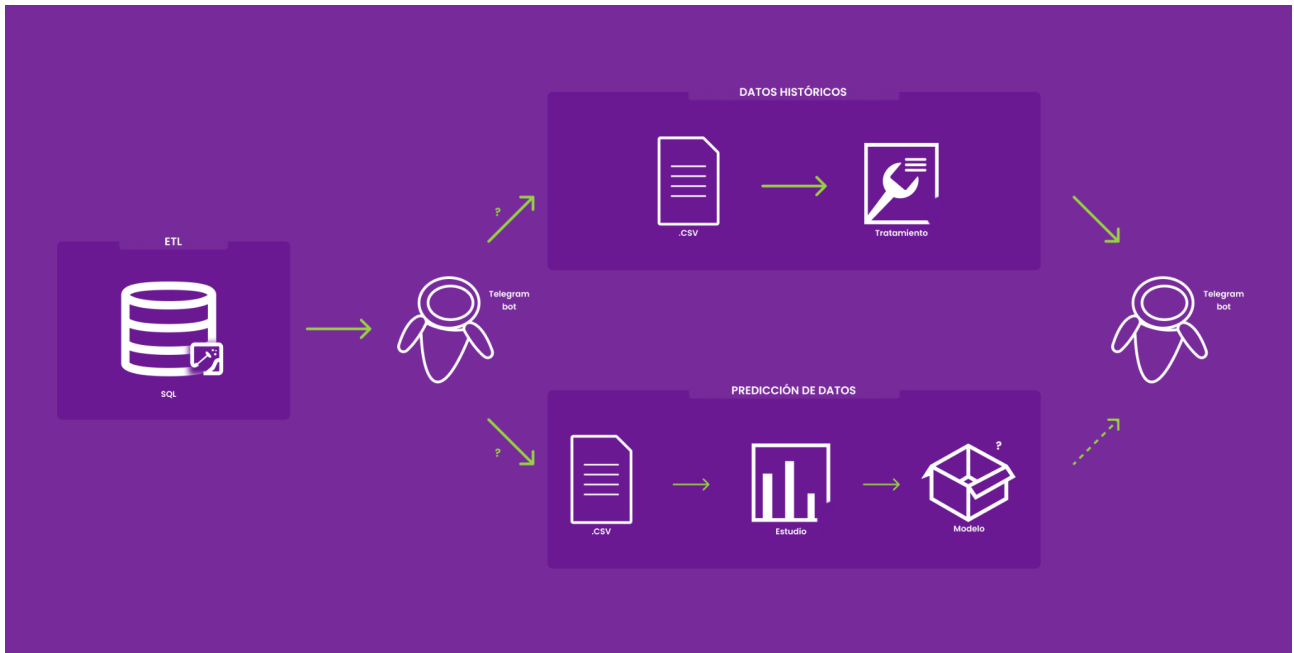 ETL
SQL
Telegram
bot
?
?
DATOS HISTÓRICOS
.CSV
Tratamiento
PREDICCIÓN DE DATOS
.CSV
Estudio
?
Modelo
Telegram
bot